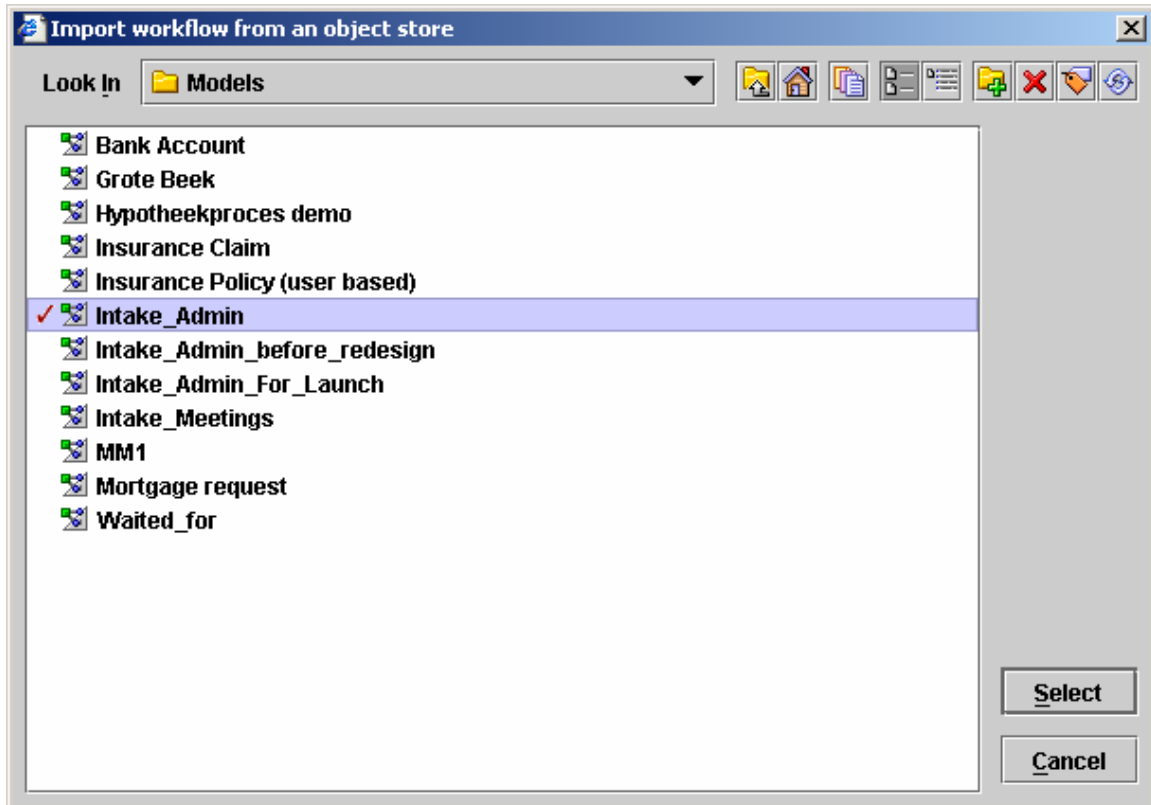 Import workflow from an object store
Look In Models
Bank Account
Grote Beek
Hypotheekproces demo
Insurance Claim
Insurance Policy (user based)
Intake_Admin
Intake_Admin_before_redesign
Intake_Admin_For_Launch
Intake_Meetings
MM1
Mortgage request
Waited_for
Select
Cancel